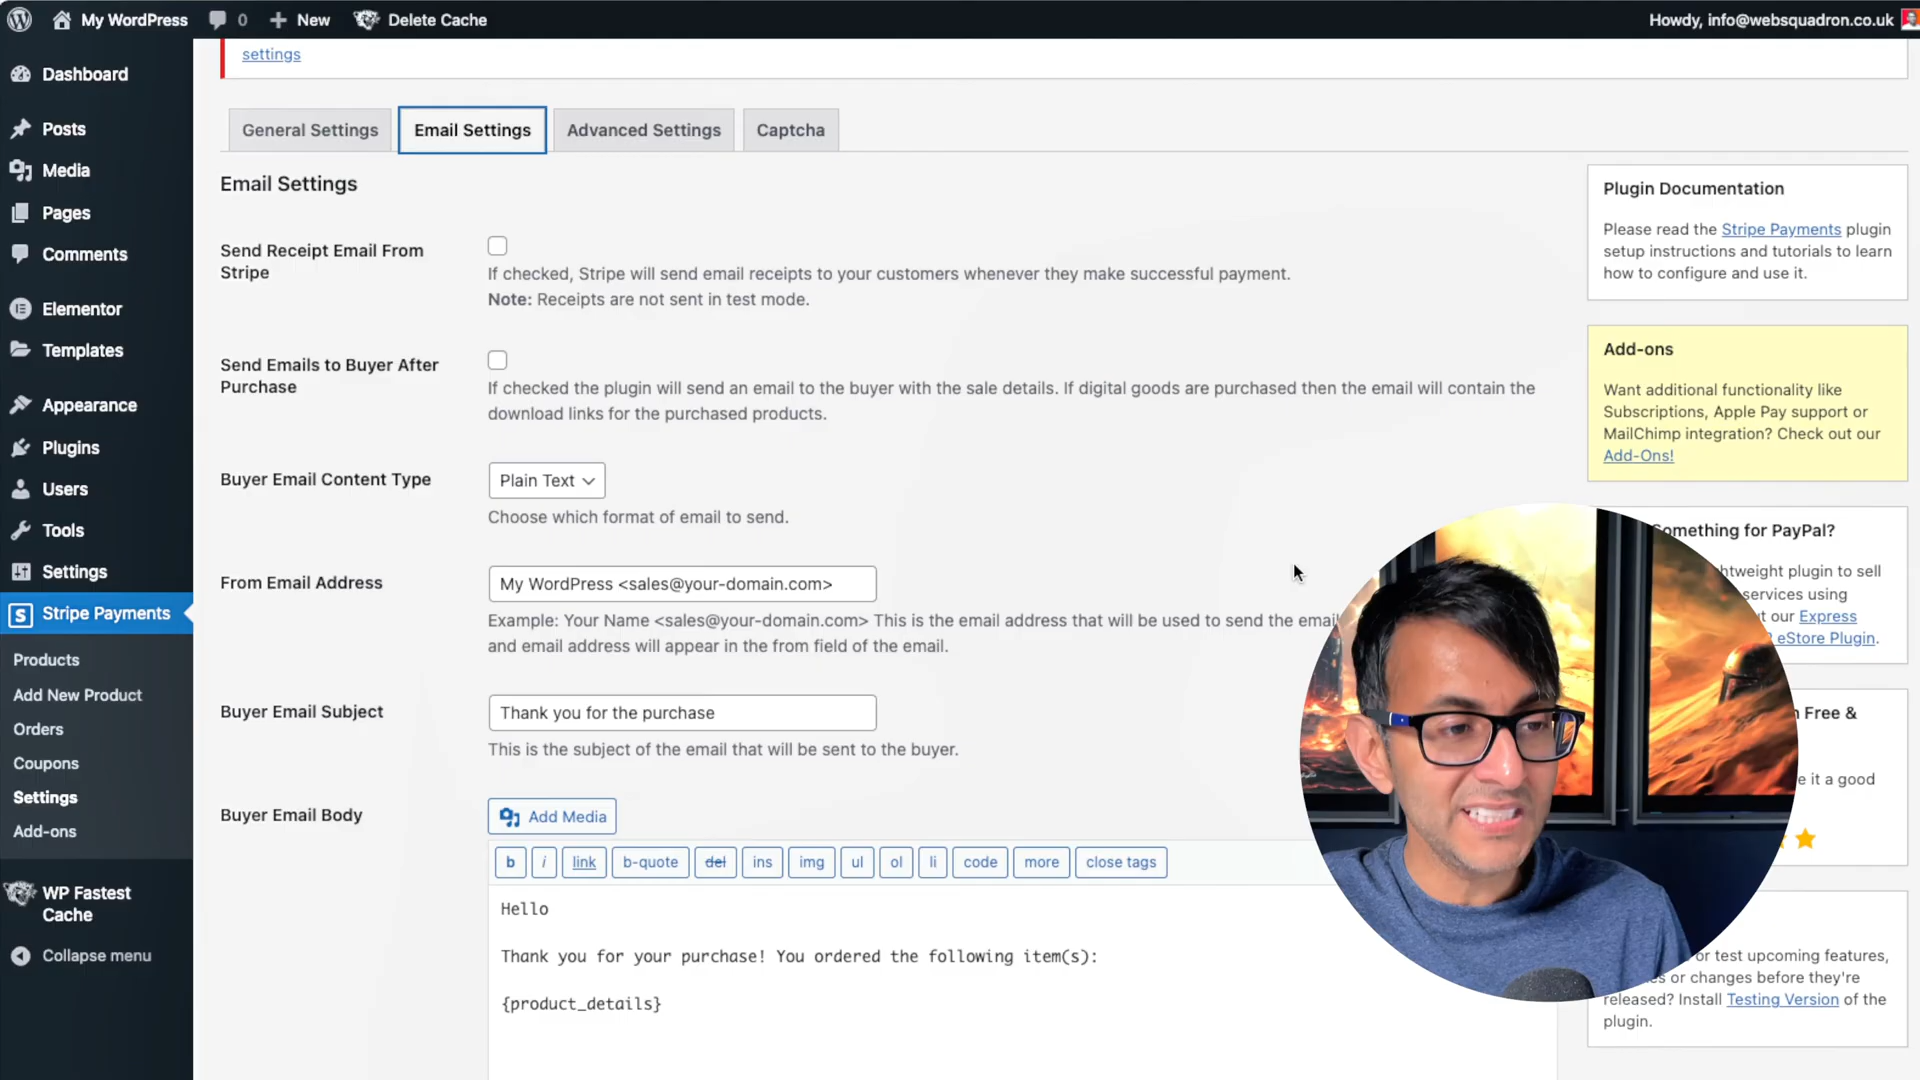 My WordPress
0
New
Delete Cache
Howdy, info@websquadron.co.uk
settings
Dashboard
Posts
Media
Pages
Comments
Elementor
Templates
Appearance
Plugins
Users
Tools
Settings
Stripe Payments
Products
Add New Product
Orders
Coupons
Settings
Add-ons
WP Fastest
Cache
Collapse menu
General Settings
Email Settings
Advanced Settings
Captcha
Email Settings
Send Receipt Email From
Stripe
If checked, Stripe will send email receipts to your customers whenever they make successful payment.
Note: Receipts are not sent in test mode.
Send Emails to Buyer After
Purchase
If checked the plugin will send an email to the buyer with the sale details. If digital goods are purchased then the email will contain the
download links for the purchased products.
Buyer Email Content Type
Plain Text
Choose which format of email to send.
From Email Address
My WordPress <sales@your-domain.com>
Example: Your Name <sales@your-domain.com> This is the email address that will be used to send the email
and email address will appear in the from field of the email.
Buyer Email Subject
Thank you for the purchase
This is the subject of the email that will be sent to the buyer.
Buyer Email Body
Add Media
b
i
link
b-quote
del
ins
img
ul
ol
li
code
more
close tags
Hello
Thank you for your purchase! You ordered the following item(s):
{product_details}
Plugin Documentation
Please read the Stripe Payments plugin
setup instructions and tutorials to learn
how to configure and use it.
Add-ons
Want additional functionality like
Subscriptions, Apple Pay support or
MailChimp integration? Check out our
Add-Ons!
Something for PayPal?
plugin to sell
services using
our Express
eStore Plugin.
Free &
it a good
or test upcoming features,
or changes before they're
released? Install Testing Version of the
plugin.